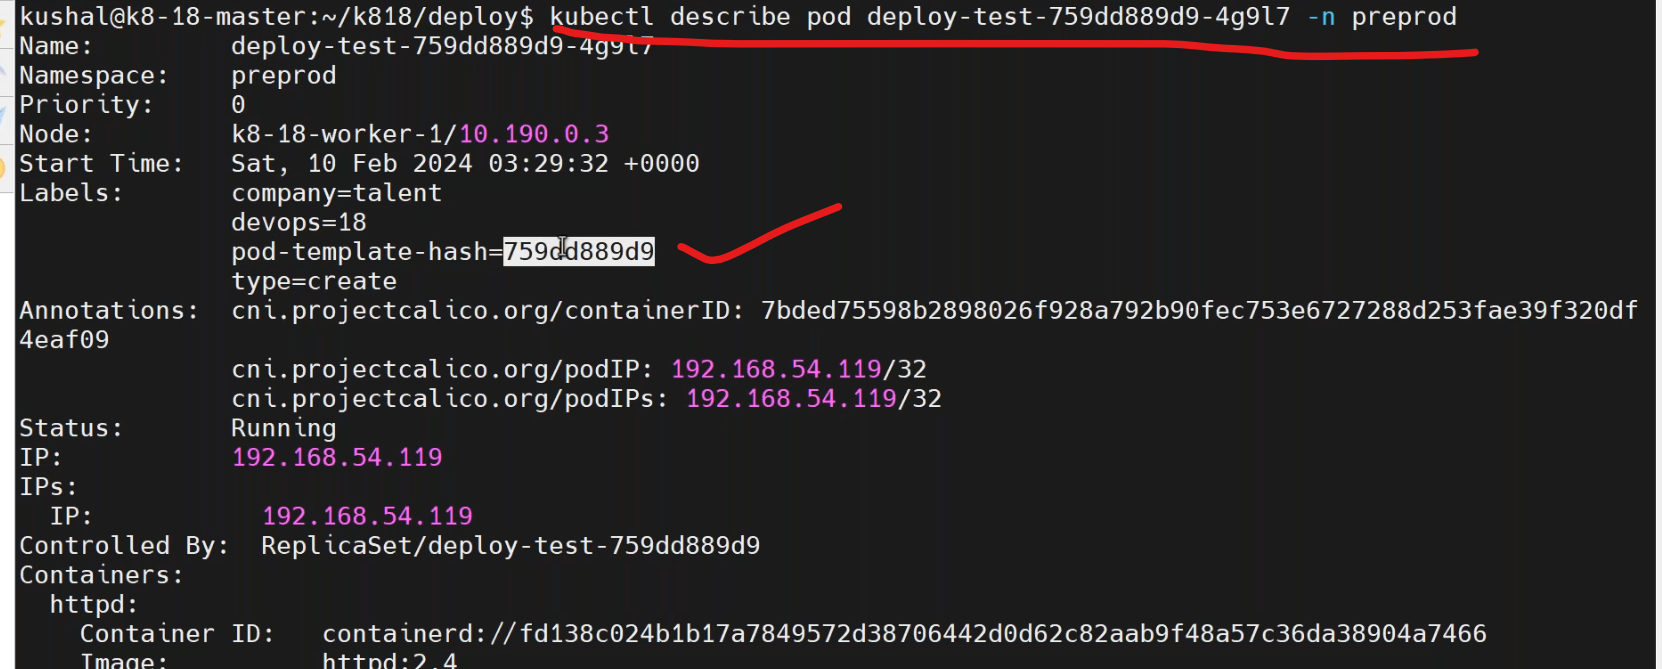 kushal@k8-18-master:~/k818/deploy$ kubectl describe pod deploy-test-759dd889d9-4g9l7 -n preprod
Name:         deploy-test-759dd889d9-4g9l7
Namespace:    preprod
Priority:     0
Node:         k8-18-worker-1/10.190.0.3
Start Time:   Sat, 10 Feb 2024 03:29:32 +0000
Labels:       company=talent
              devops=18
              pod-template-hash=759dd889d9
              type=create
Annotations:  cni.projectcalico.org/containerID: 7bded75598b2898026f928a792b90fec753e6727288d253fae39f320df
4eaf09
              cni.projectcalico.org/podIP: 192.168.54.119/32
              cni.projectcalico.org/podIPs: 192.168.54.119/32
Status:       Running
IP:           192.168.54.119
IPs:
  IP:           192.168.54.119
Controlled By:  ReplicaSet/deploy-test-759dd889d9
Containers:
  httpd:
    Container ID:   containerd://fd138c024b1b17a7849572d38706442d0d62c82aab9f48a57c36da38904a7466
    Image:          httpd:2.4